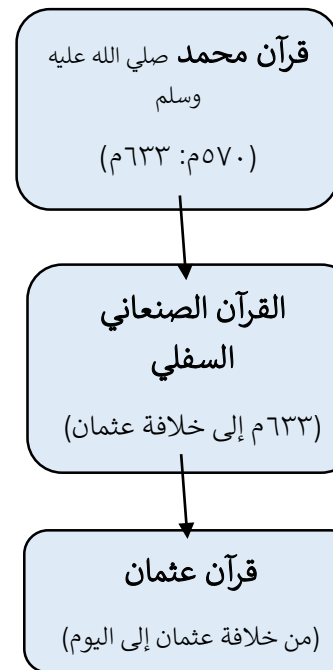 قرآن محمد صلي الله عليه
وسلم
(٥٧٠م: ٦٣٣م)
القرآن الصنعاني
السفلي
(٦٣٣م إلى خلافة عثمان)
قرآن عثمان
(من خلافة عثمان إلى اليوم)